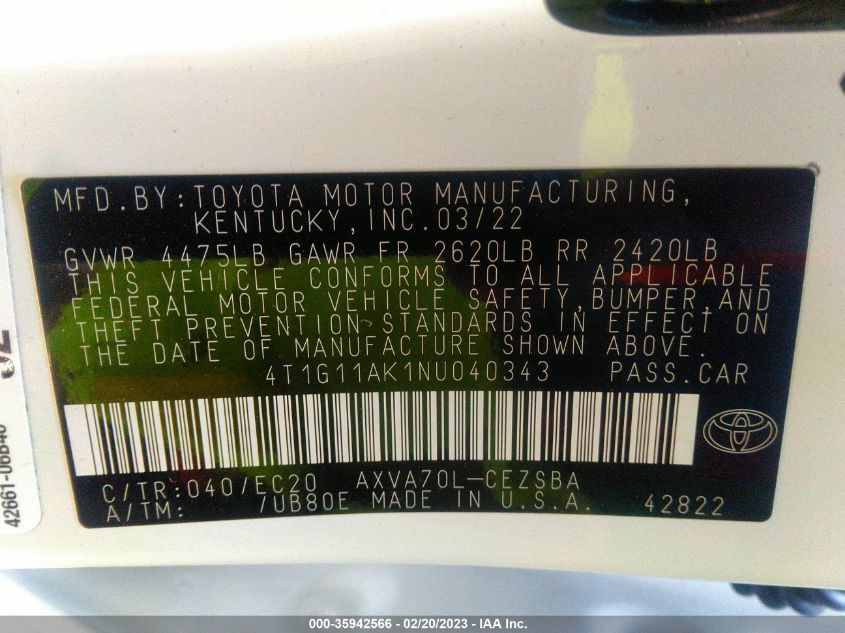 MFD.BY:TOYOTA MOTOR MANUFACTURING,
KENTUCKY,INC.03/22
GVWR 4475LB GAWR FR 2620LB RR 2420LB
THIS VEHICLE CONFORMS TO ALL APPLICABLE
FEDERAL MOTOR VEHICLE SAFETY,BUMPER,AND
THEFT PREVENTION STANDARDS IN EFFECT ON
THE DATE OF MANUFACTURE SHOWN ABOVE.
4T1G11AK1NU040343 PASS.CAR
C/TR:040/EC20 AXVA70L-CEZSBA
A/TM: /UB80E MADE IN U.S.A. 42822
000-35942566 - 02/20/2023 - IAA Inc.